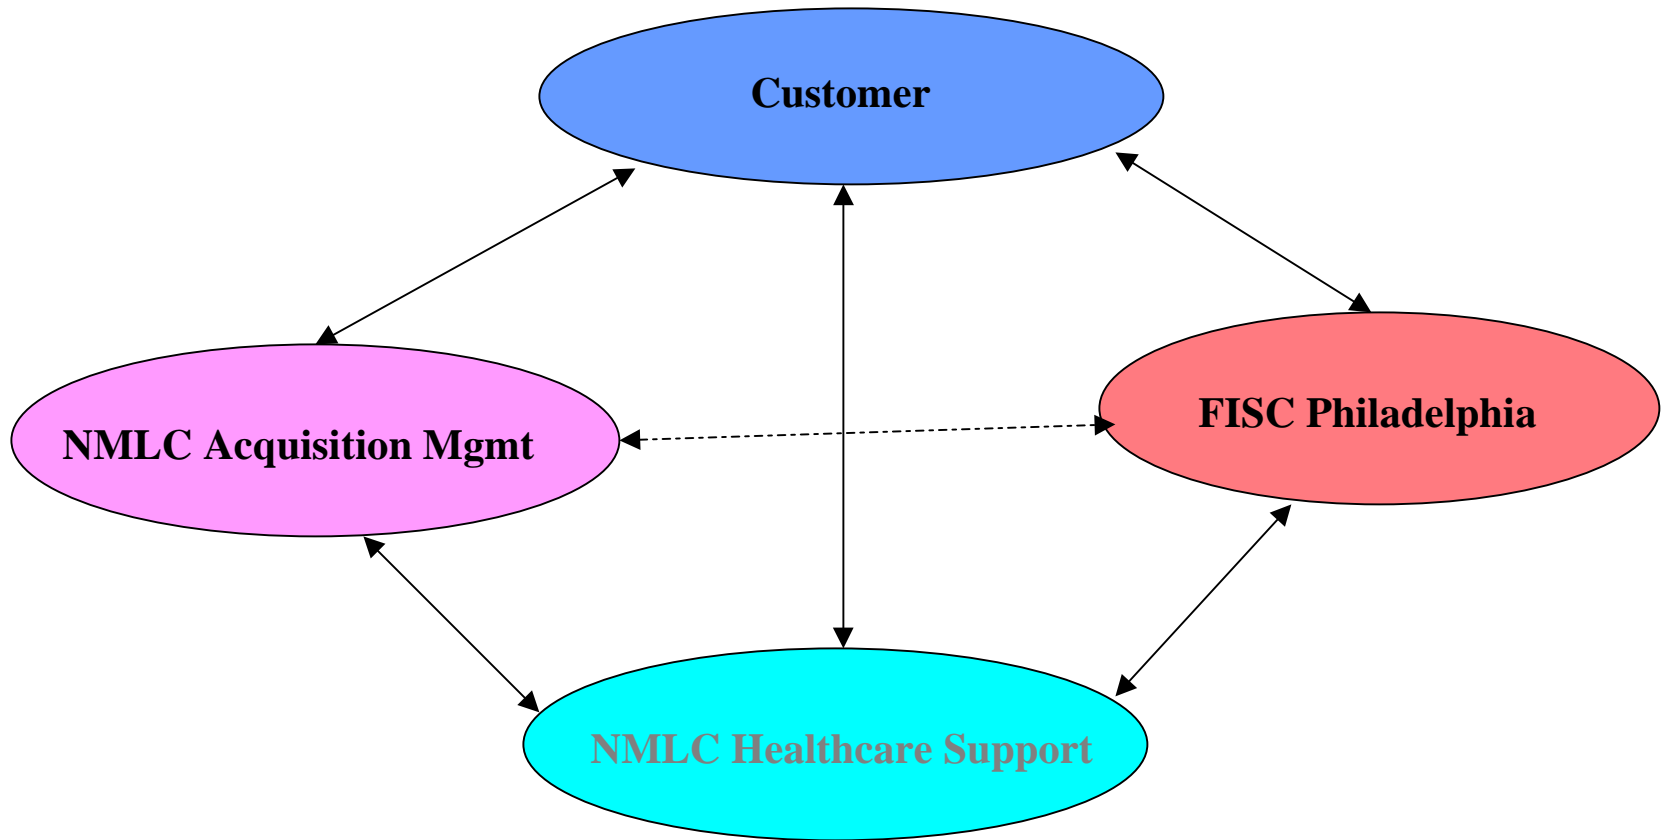 Customer
FISC Philadelphia
NMLC Acquisition Mgmt
NMLC Healthcare Support